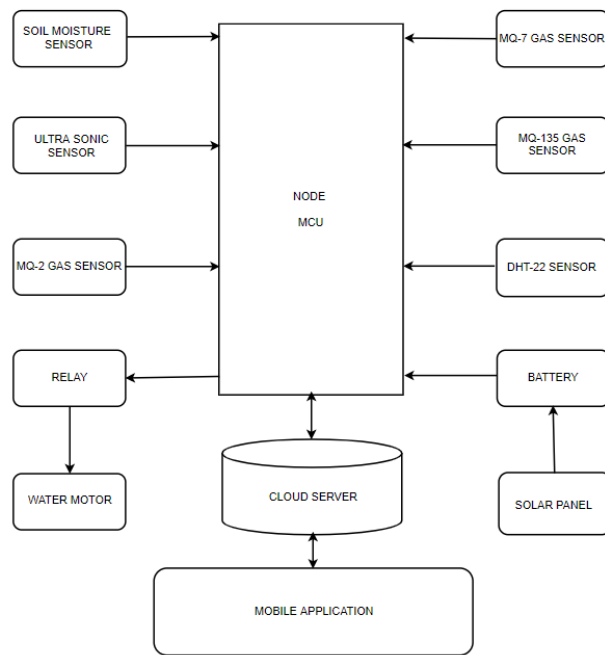 SOIL MOISTURE
SENSOR
MQ-7 GAS SENSOR
ULTRA SONIC
SENSOR
MQ-135 GAS
SENSOR
NODE
MCU
MQ-2 GAS SENSOR
DHT-22 SENSOR
RELAY
BATTERY
WATER MOTOR
CLOUD SERVER
SOLAR PANEL
MOBILE APPLICATION